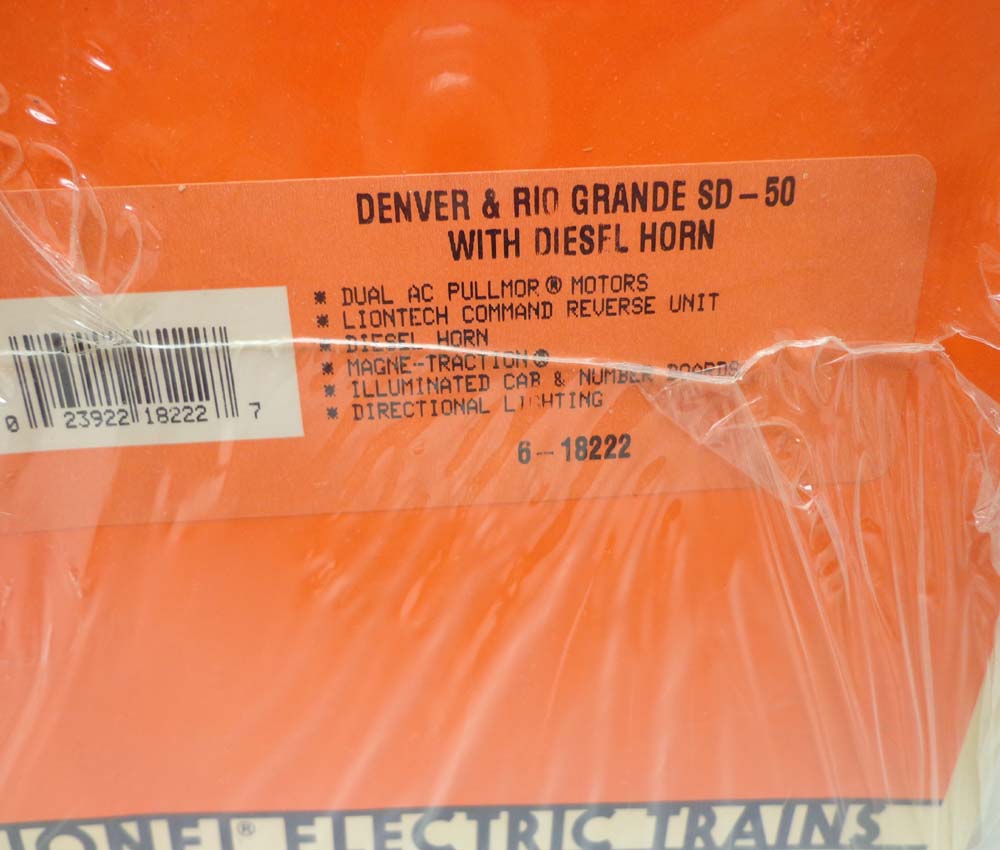 DENVER & RIO GRANDE SD-50
WITH DIESEL HORN
* DUAL AC PULLMOR® MOTORS
* LIONTECH COMMAND REVERSE UNIT
* DIESEL HORN
* MAGNE-TRACTION®
* ILLUMINATED CAB & NUMBER BOARDS
* DIRECTIONAL LIGHTING
0 23922 18222 7
6-18222
LIONEL® ELECTRIC TRAINS